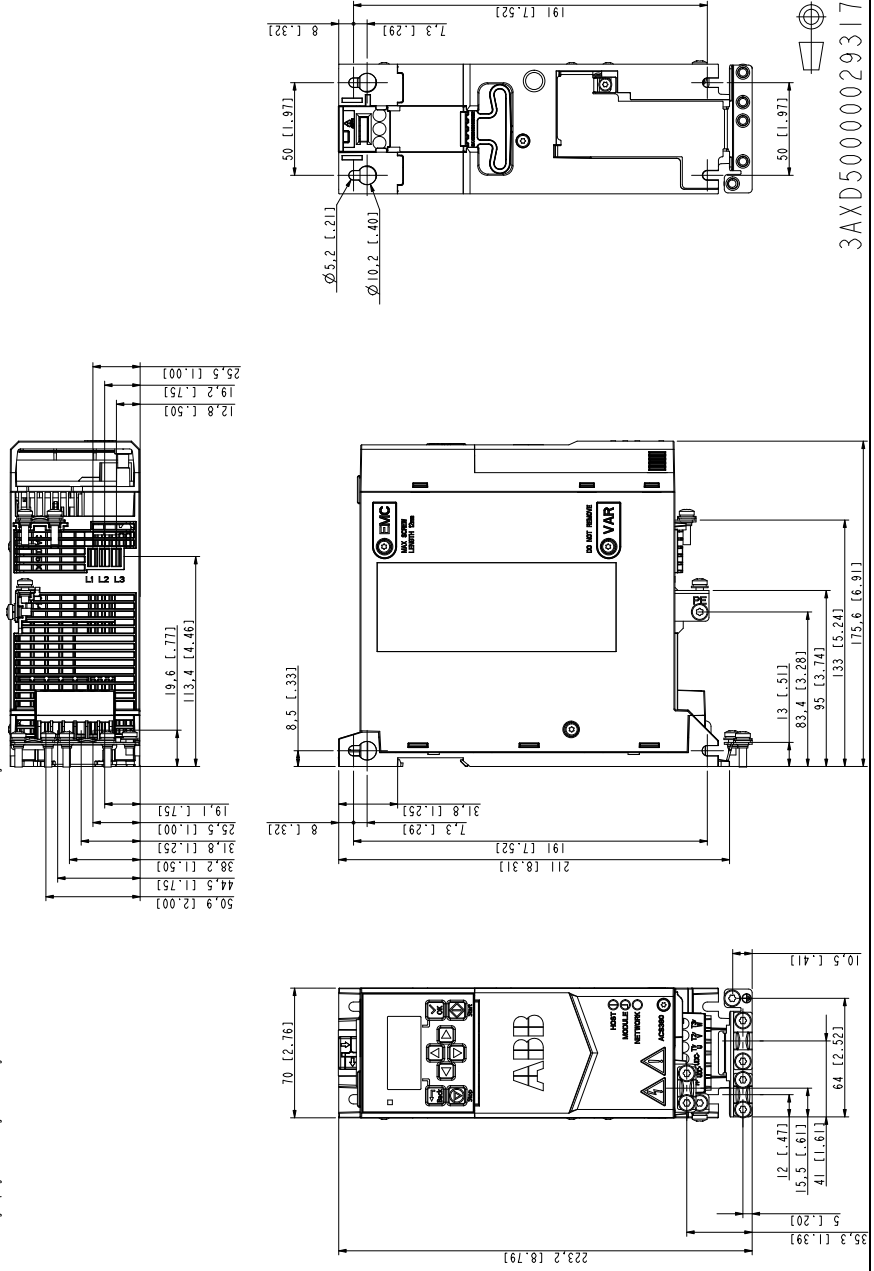 191 [7.52]
8 [.32]
7,3 [.29]
50 [1.97]
50 [1.97]
Ø5,2 [.21]
Ø10,2 [.40]
3AXD50000029317
25,5 [1.00]
19,2 [.75]
12,8 [.50]
L1 L2 L3
19,6 [.77]
113,4 [4.46]
19,1 [.75]
25,5 [1.00]
31,8 [1.25]
38,2 [1.50]
44,5 [1.75]
50,9 [2.00]
EMC
MAX SCREW
LENGTH 10mm
DO NOT REMOVE
VAR
8,5 [.33]
13 [.51]
83,4 [3.28]
95 [3.74]
133 [5.24]
175,6 [6.91]
31,8 [1.25]
8 [.32]
7,3 [.29]
191 [7.52]
211 [8.31]
10,5 [.41]
70 [2.76]
OK
Start
Back
Stop
ABB
HOST
MODULE
NETWORK
ACS380
64 [2.52]
12 [.47]
15,5 [.61]
41 [1.61]
5 [.20]
35,3 [1.39]
223,2 [8.79]